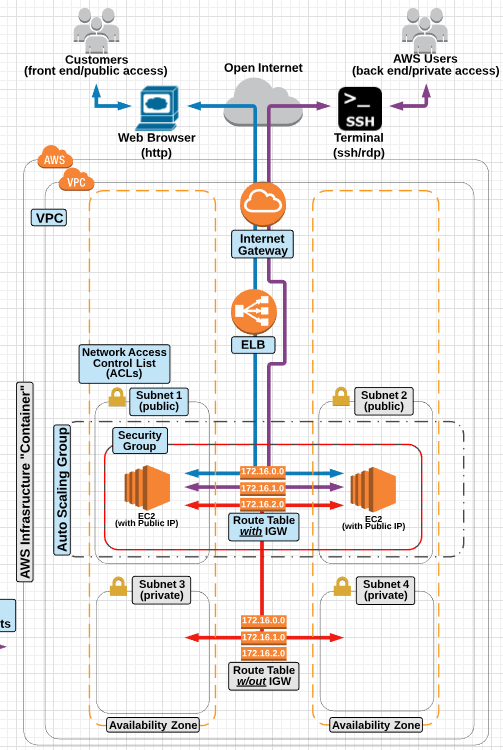 Customers
(front end/public access)
AWS Users
(back end/private access)
Open Internet
>_
SSH
Web Browser
(http)
Terminal
(ssh/rdp)
AWS
VPC
VPC
Internet
Gateway
ELB
Network Access
Control List
(ACLs)
Subnet 1
(public)
Subnet 2
(public)
Security
Group
AWS Infrasructure "Container"
Auto Scaling Group
172.16.0.0
172.16.1.0
172.16.2.0
EC2
(with Public IP)
EC2
(with Public IP)
Route Table
with IGW
Subnet 3
(private)
Subnet 4
(private)
172.16.0.0
172.16.1.0
172.16.2.0
Route Table
w/out IGW
ts
Availability Zone
Availability Zone